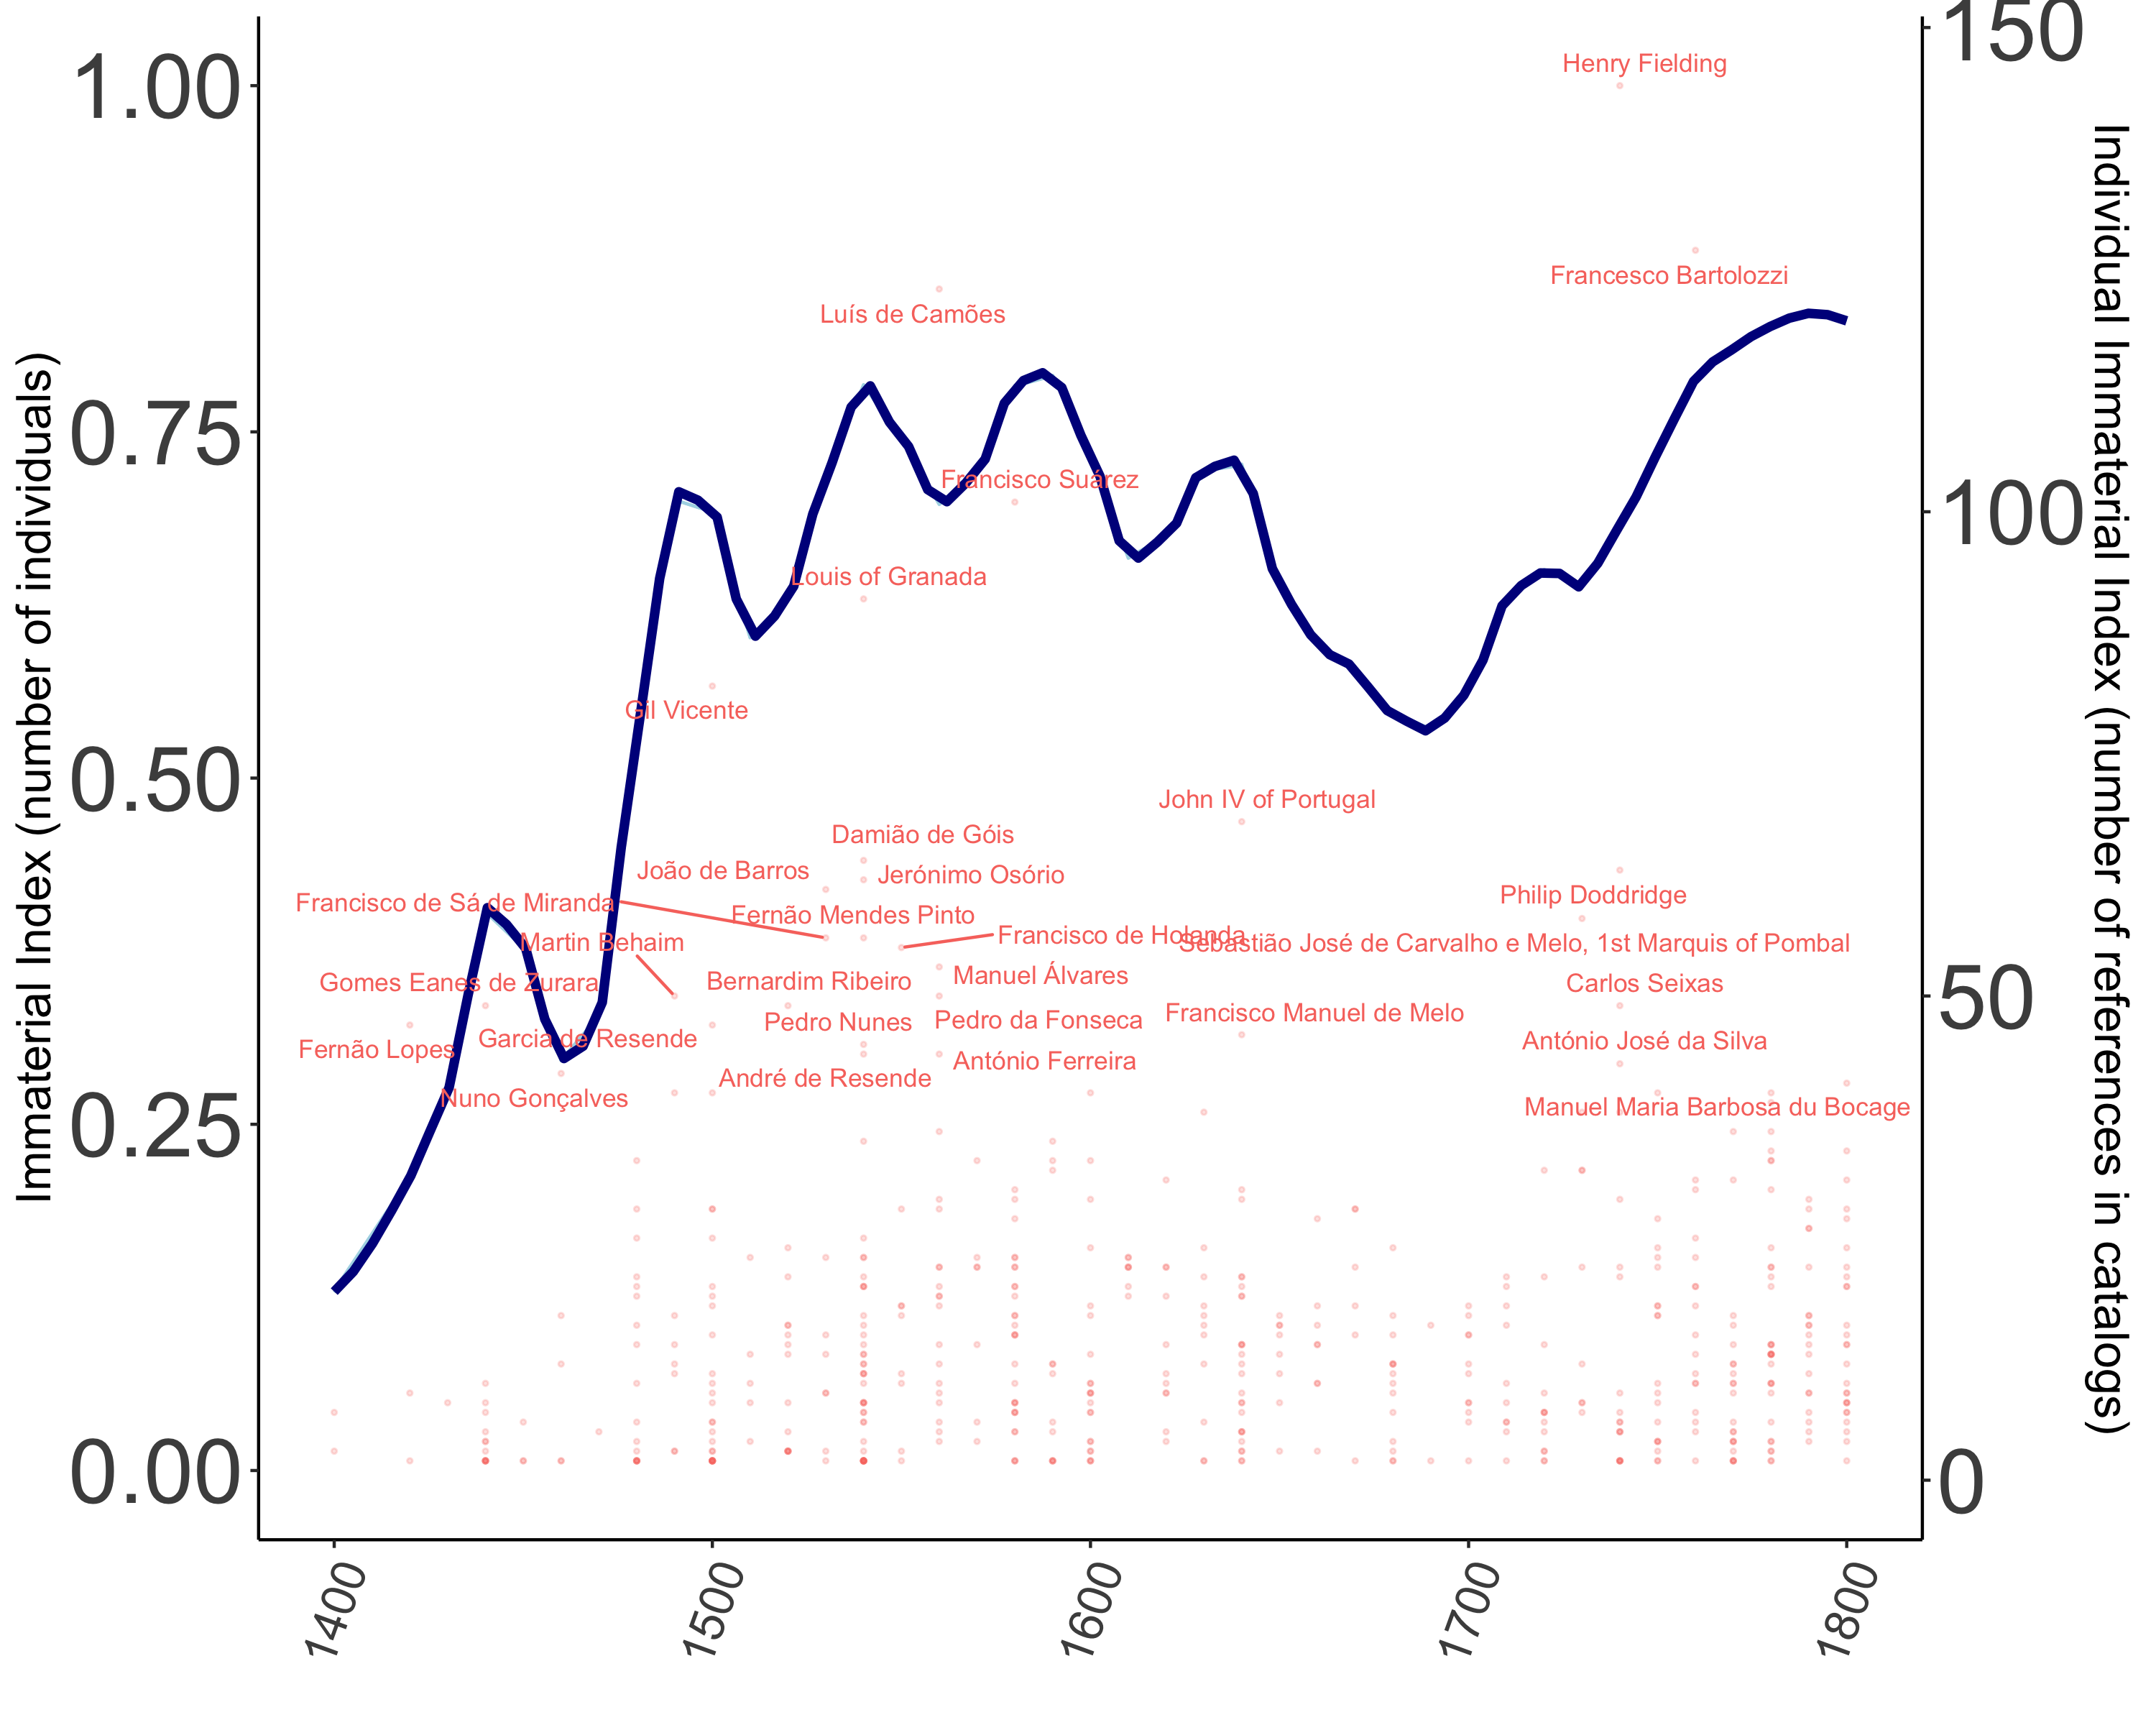 150
Henry Fielding
1.00
Francesco Bartolozzi
Luís de Camões
0.75
Francisco Suárez
100
Louis of Granada
Gil Vicente
0.50
John IV of Portugal
Damião de Góis
João de Barros
Jerónimo Osório
Philip Doddridge
Francisco de Sá de Miranda
Fernão Mendes Pinto
Francisco de Holanda
Martin Behaim
Sebastião José de Carvalho e Melo, 1st Marquis of Pombal
Manuel Álvares
Bernardim Ribeiro
Gomes Eanes de Zurara
Carlos Seixas
50
Francisco Manuel de Melo
Pedro da Fonseca
Pedro Nunes
Garcia de Resende
António José da Silva
Fernão Lopes
António Ferreira
André de Resende
Nuno Gonçalves
Manuel Maria Barbosa du Bocage
0.25
0.00
0
1400
1500
1600
1700
1800
Immaterial Index (number of individuals)
Individual Immaterial Index (number of references in catalogs)